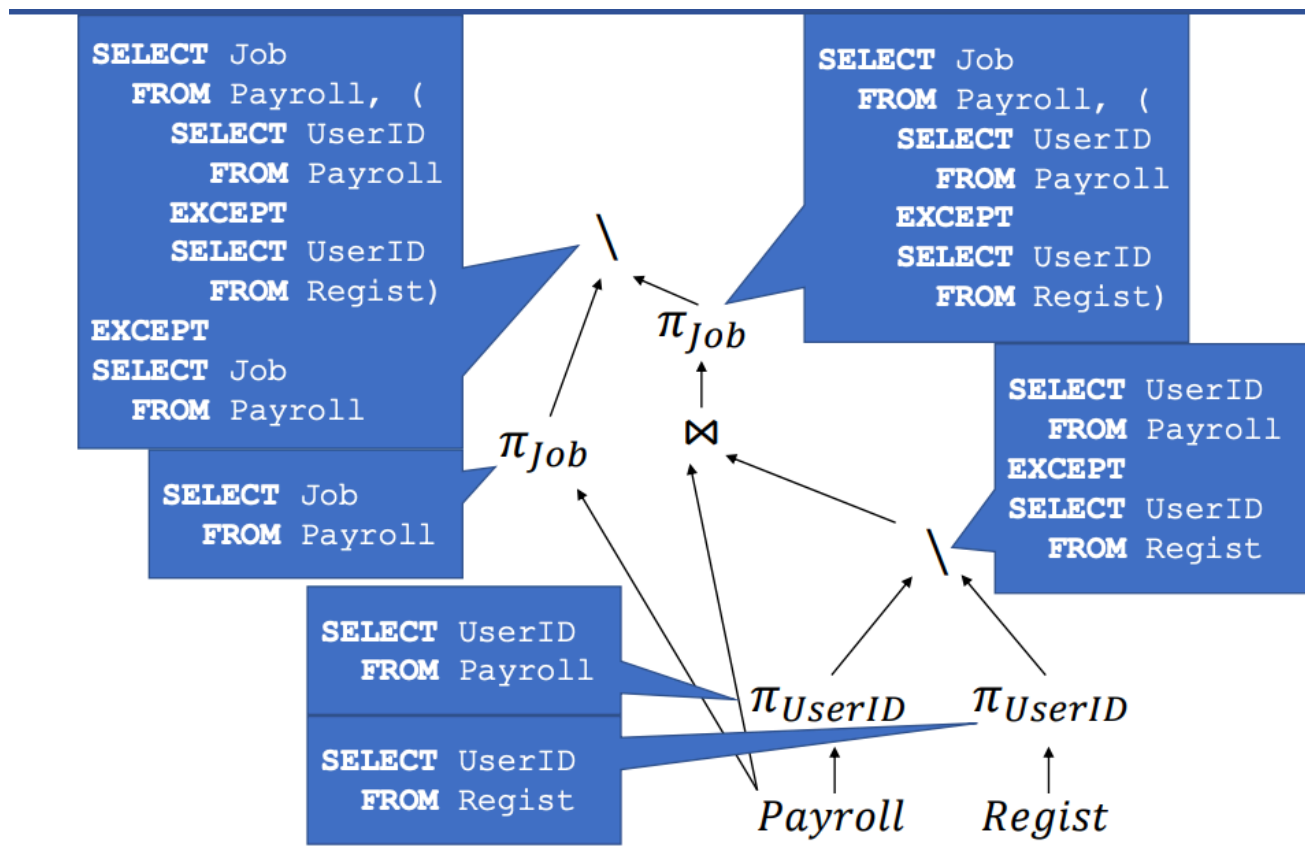 SELECT Job
FROM Payroll, (
SELECT UserID
FROM Payroll
EXCEPT
SELECT UserID
FROM Regist)
EXCEPT
SELECT Job
FROM Payroll
SELECT Job
FROM Payroll, (
SELECT UserID
FROM Payroll
EXCEPT
SELECT UserID
FROM Regist)
\
π_Job
⋈
π_Job
SELECT Job
FROM Payroll
SELECT UserID
FROM Payroll
EXCEPT
SELECT UserID
FROM Regist
\
SELECT UserID
FROM Payroll
SELECT UserID
FROM Regist
π_UserID π_UserID
Payroll Regist